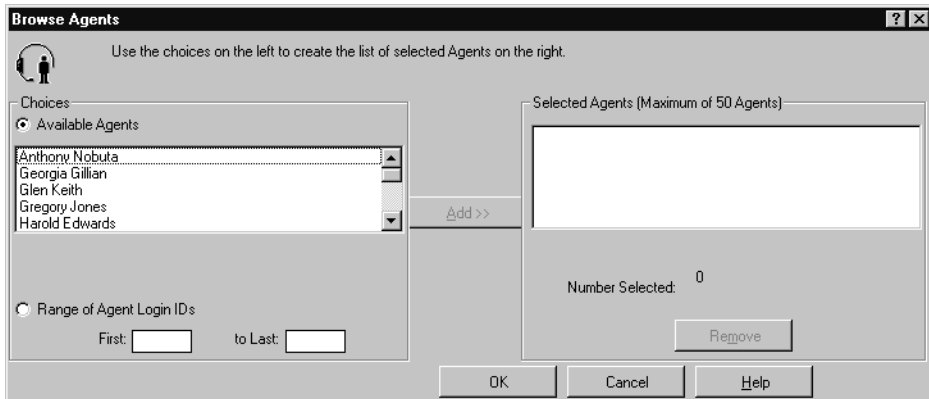 Browse Agents
Use the choices on the left to create the list of selected Agents on the right.
Choices
Available Agents
Anthony Nobuta
Georgia Gillian
Glen Keith
Gregory Jones
Harold Edwards
Range of Agent Login IDs
First:
to Last:
Add >>
Selected Agents (Maximum of 50 Agents)
Number Selected: 0
Remove
OK
Cancel
Help